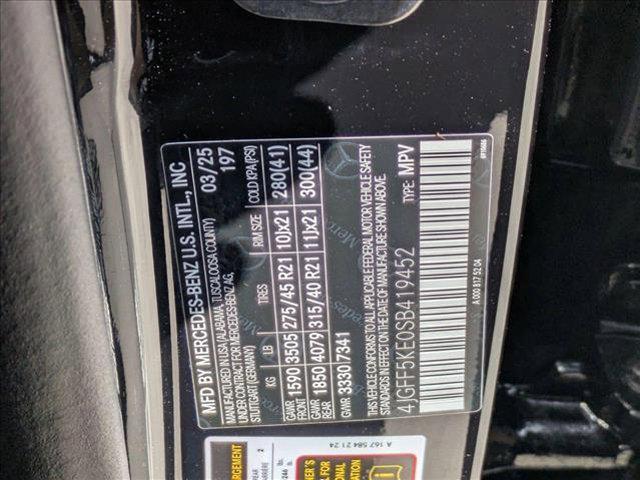 MFD BY MERCEDES-BENZ U.S. INTL., INC
MADE IN USA (ALABAMA, TUSCALOOSA COUNTY) 03/25
UNDER CONTRACT FOR MERCEDES-BENZ AG, 197
STUTTGART (GERMANY)
KG LB TIRES RIM SIZE COLD KPA(PSI)
GAWR FRONT 1590 3505 275/45 R21 10Jx21 280(41)
GAWR REAR 1850 4079 315/40 R21 11Jx21 300(44)
GVWR 3330 7341
THIS VEHICLE CONFORMS TO ALL APPLICABLE FEDERAL MOTOR VEHICLE SAFETY
STANDARDS IN EFFECT ON THE DATE OF MANUFACTURE SHOWN ABOVE.
4JGFF5KE0SB419452 TYPE: MPV
A 000 817 52 04
A 167 584 21 24